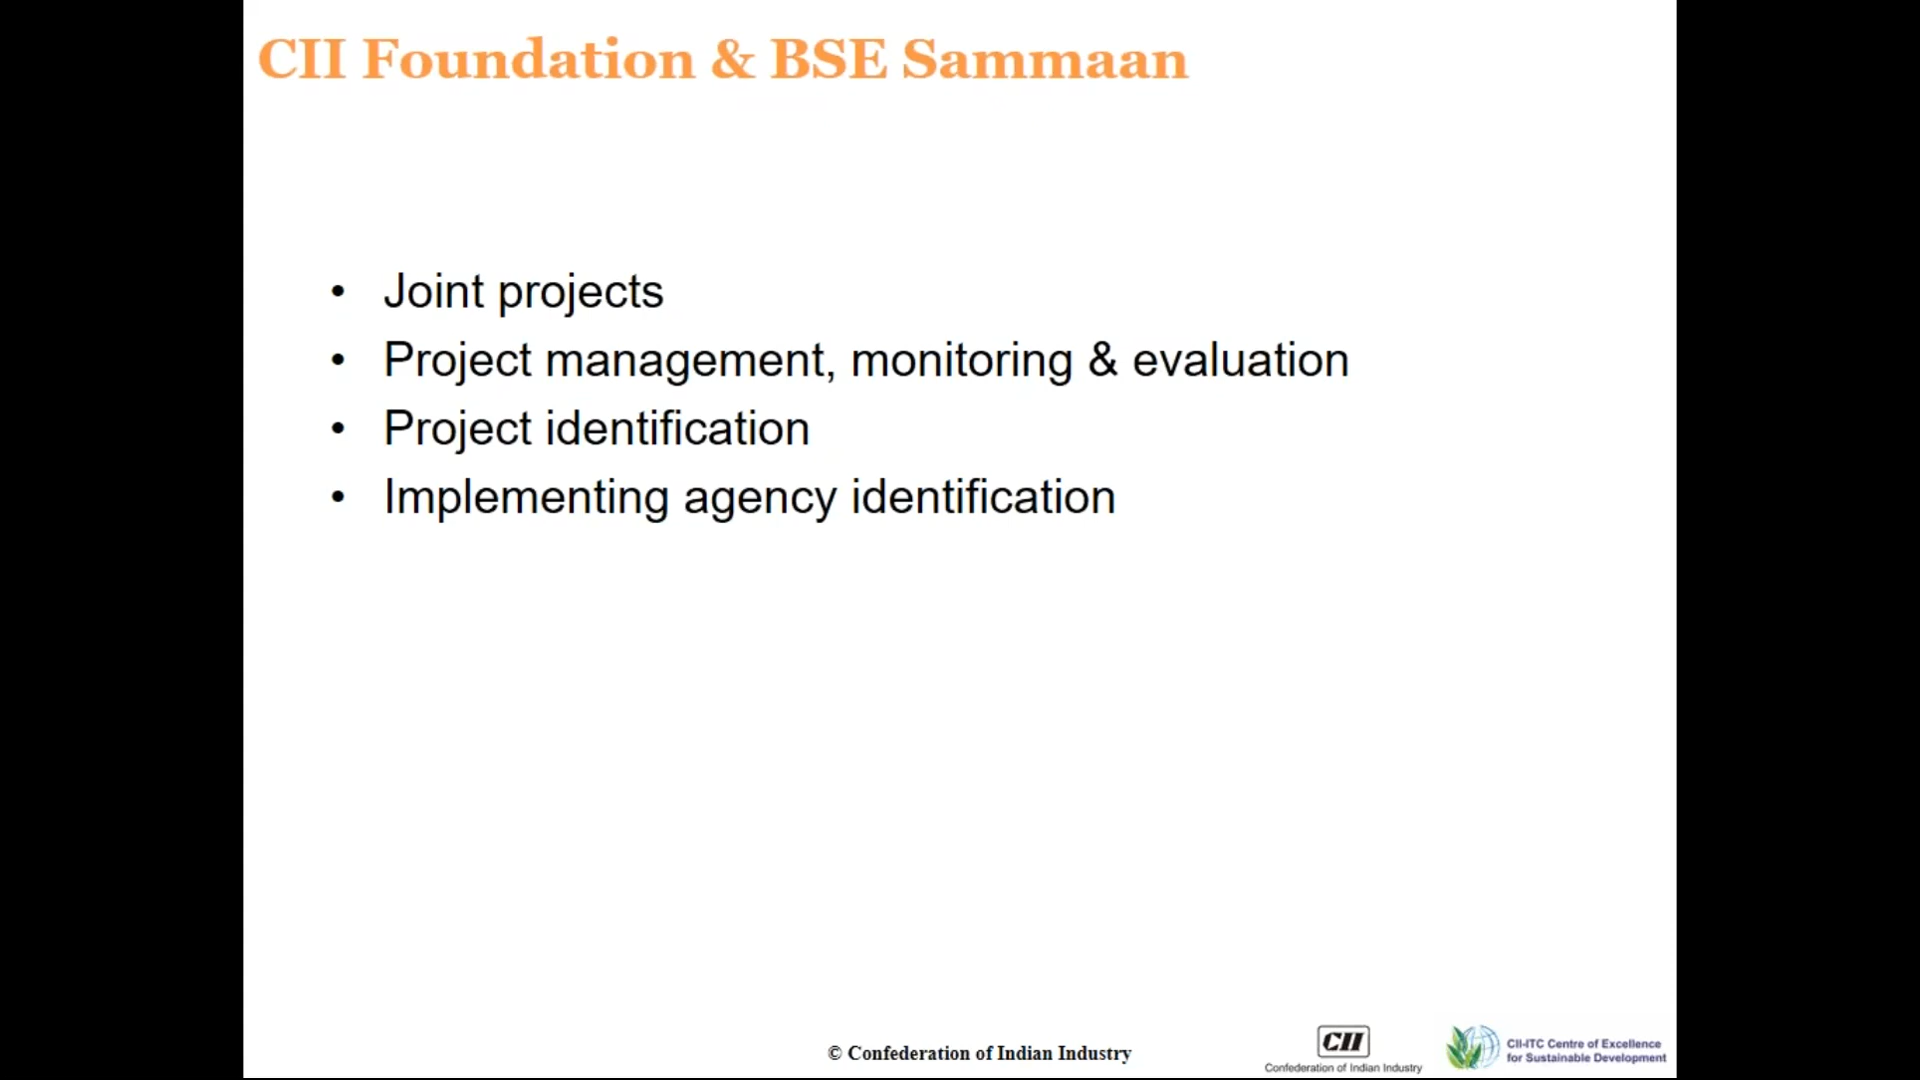 CII Foundation & BSE Sammaan
• Joint projects
• Project management, monitoring & evaluation
• Project identification
• Implementing agency identification
© Confederation of Indian Industry
CII
Confederation of Indian Industry
CII-ITC Centre of Excellence
for Sustainable Development